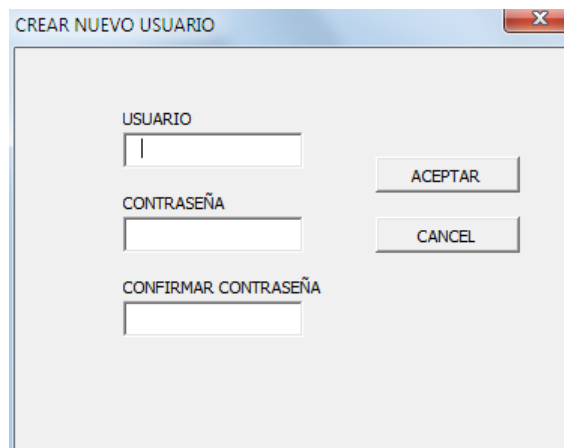 CREAR NUEVO USUARIO
USUARIO
ACEPTAR
CONTRASEÑA
CANCEL
CONFIRMAR CONTRASEÑA